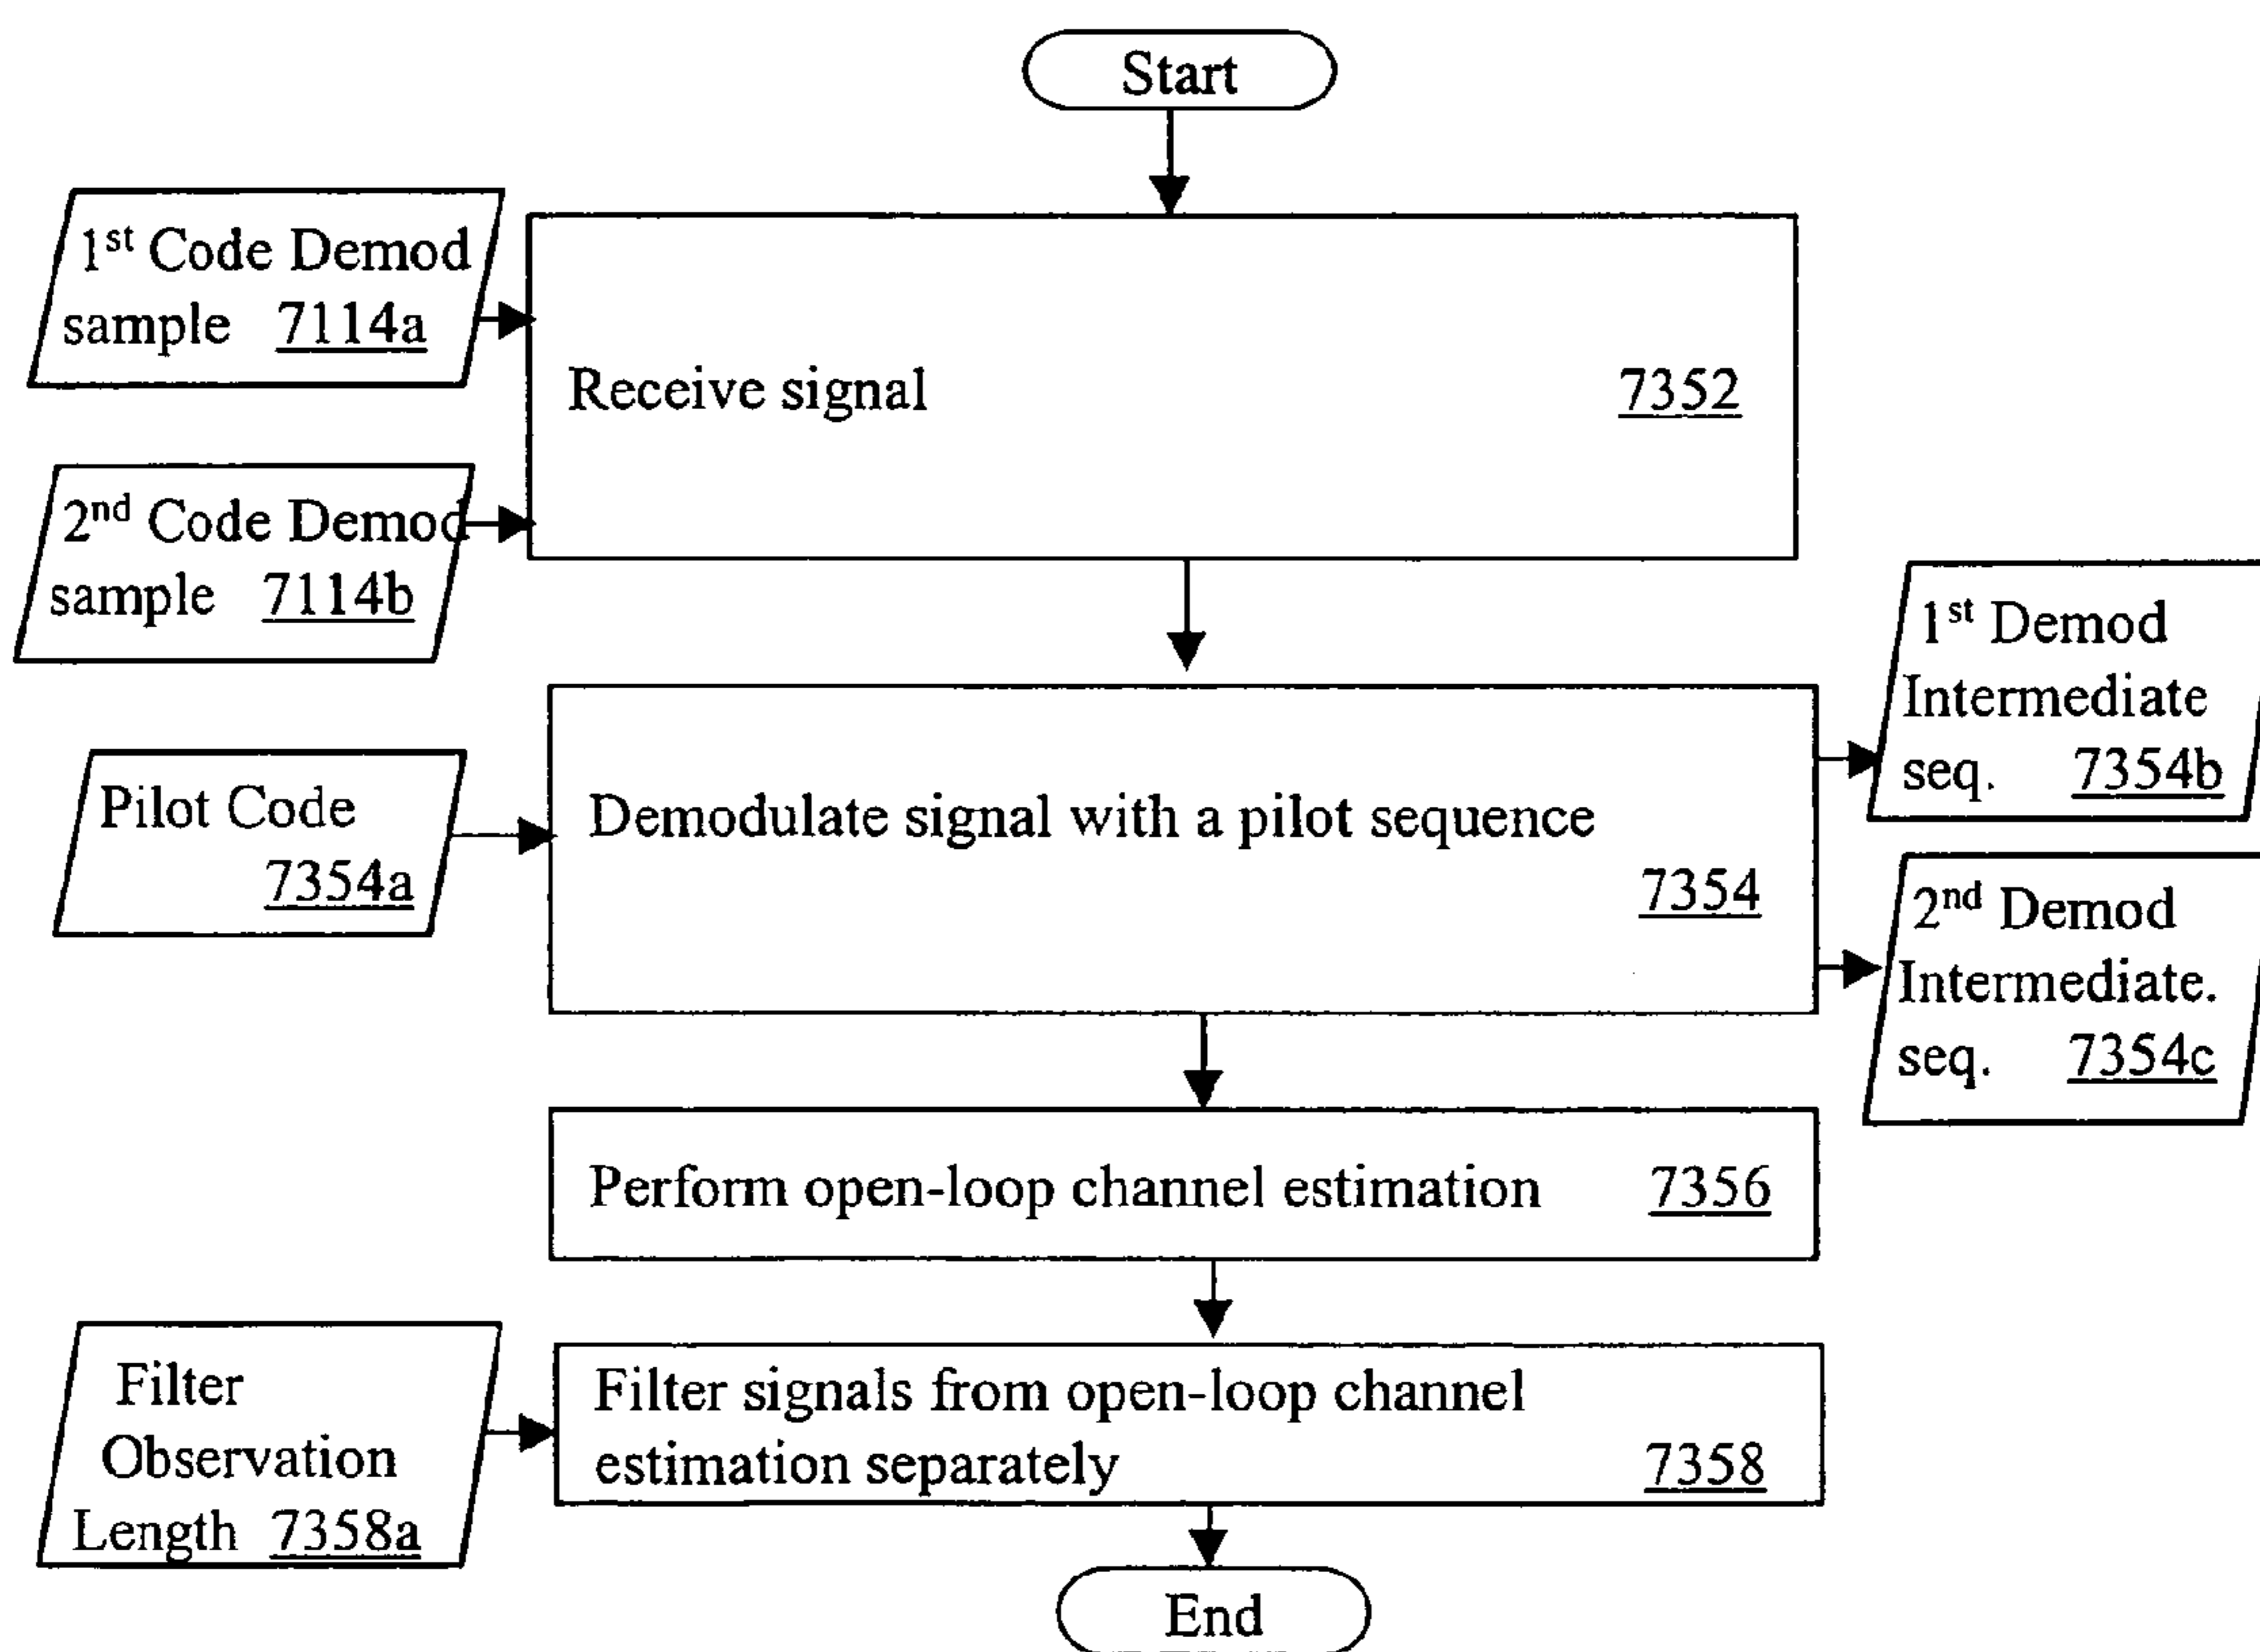 Start
1st Code Demod
sample 7114a
Receive signal 7352
2nd Code Demod
sample 7114b
1st Demod
Intermediate
seq. 7354b
Pilot Code
7354a
Demodulate signal with a pilot sequence
7354
2nd Demod
Intermediate.
seq. 7354c
Perform open-loop channel estimation 7356
Filter
Observation
Length 7358a
Filter signals from open-loop channel
estimation separately 7358
End